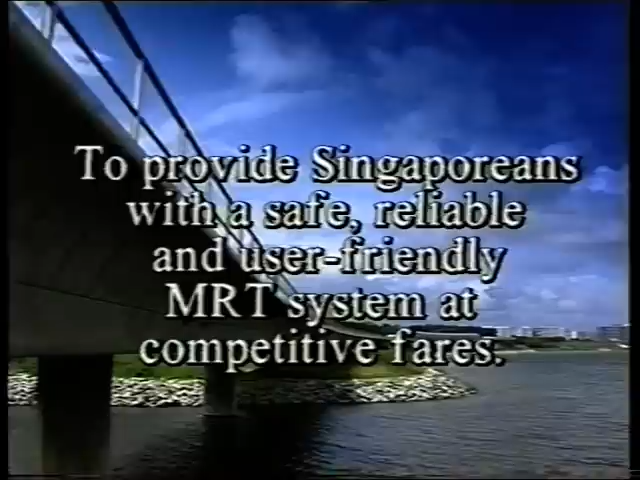 To provide Singaporeans
with a safe, reliable
and user-friendly
MRT system at
competitive fares.